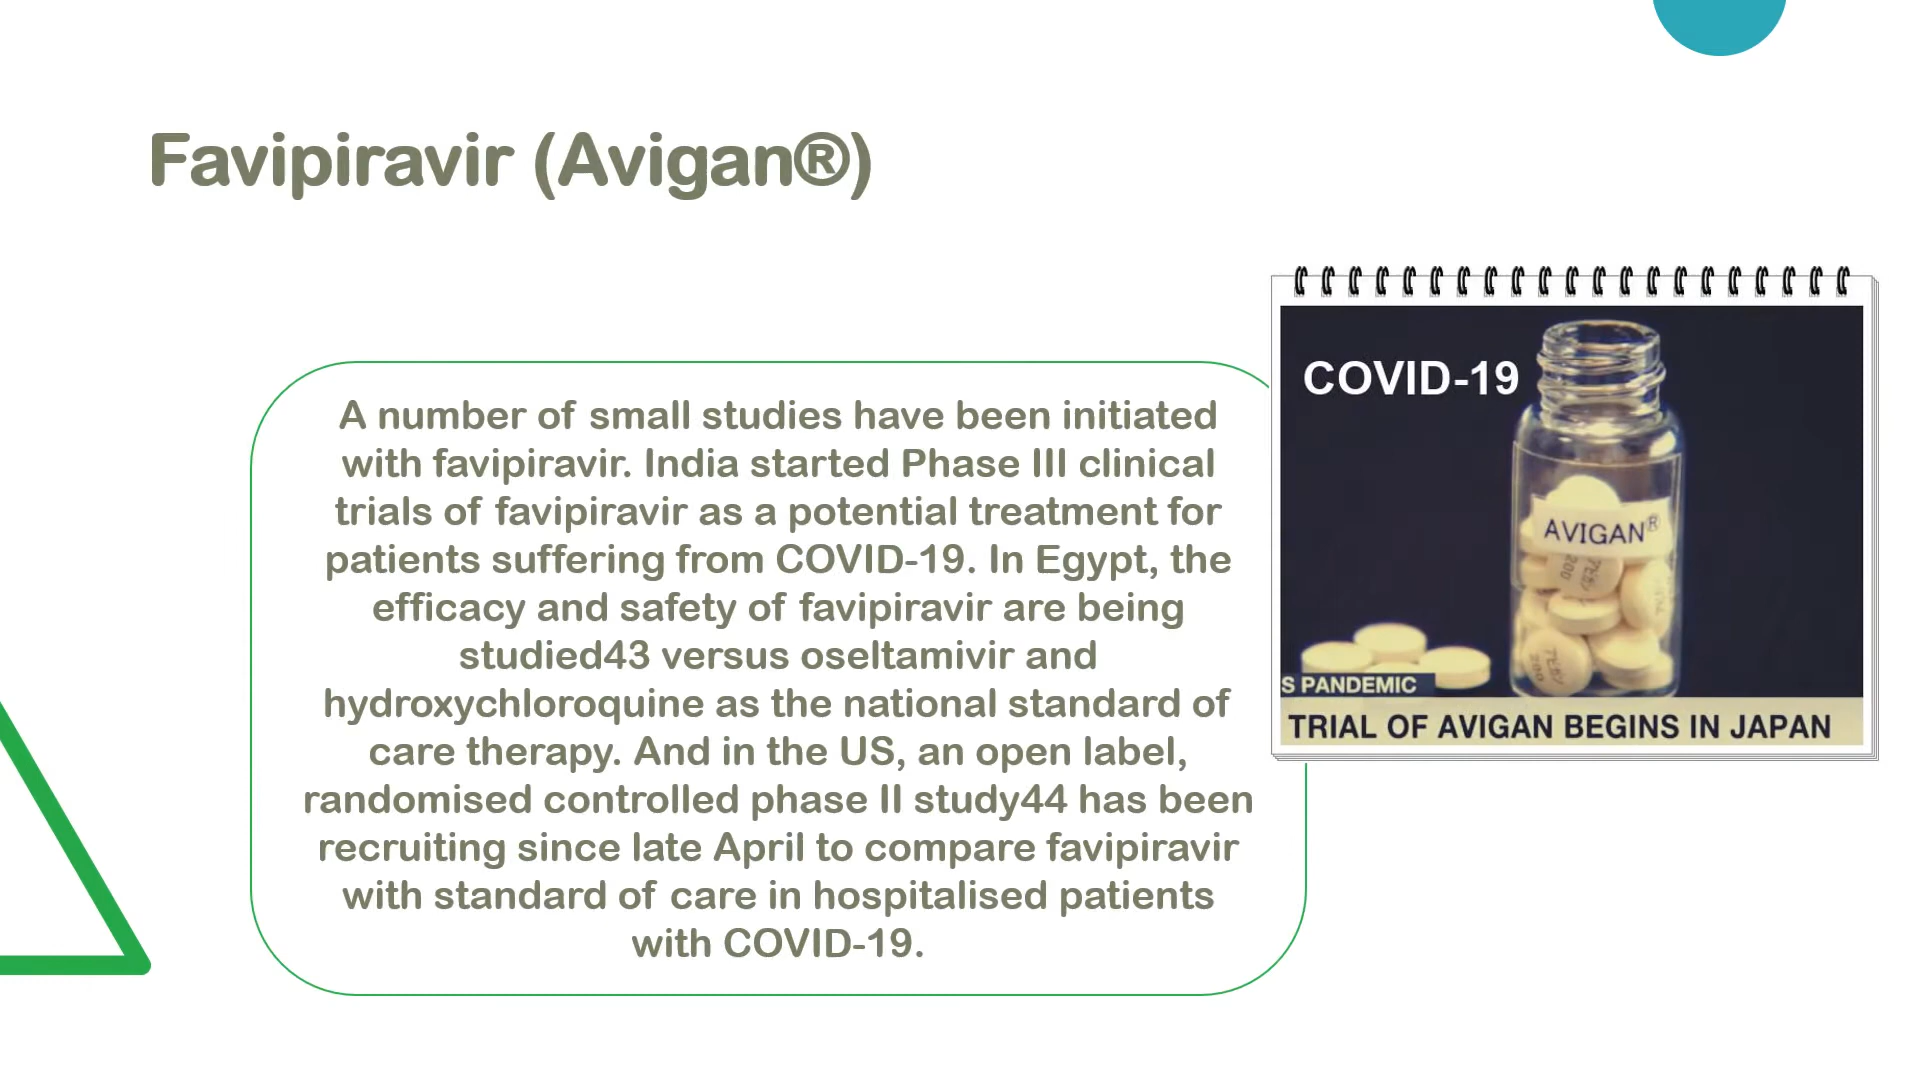 Favipiravir (Avigan®)
A number of small studies have been initiated
with favipiravir. India started Phase III clinical
trials of favipiravir as a potential treatment for
patients suffering from COVID-19. In Egypt, the
efficacy and safety of favipiravir are being
studied43 versus oseltamivir and
hydroxychloroquine as the national standard of
care therapy. And in the US, an open label,
randomised controlled phase II study44 has been
recruiting since late April to compare favipiravir
with standard of care in hospitalised patients
with COVID-19.
COVID-19
AVIGAN®
S PANDEMIC
TRIAL OF AVIGAN BEGINS IN JAPAN